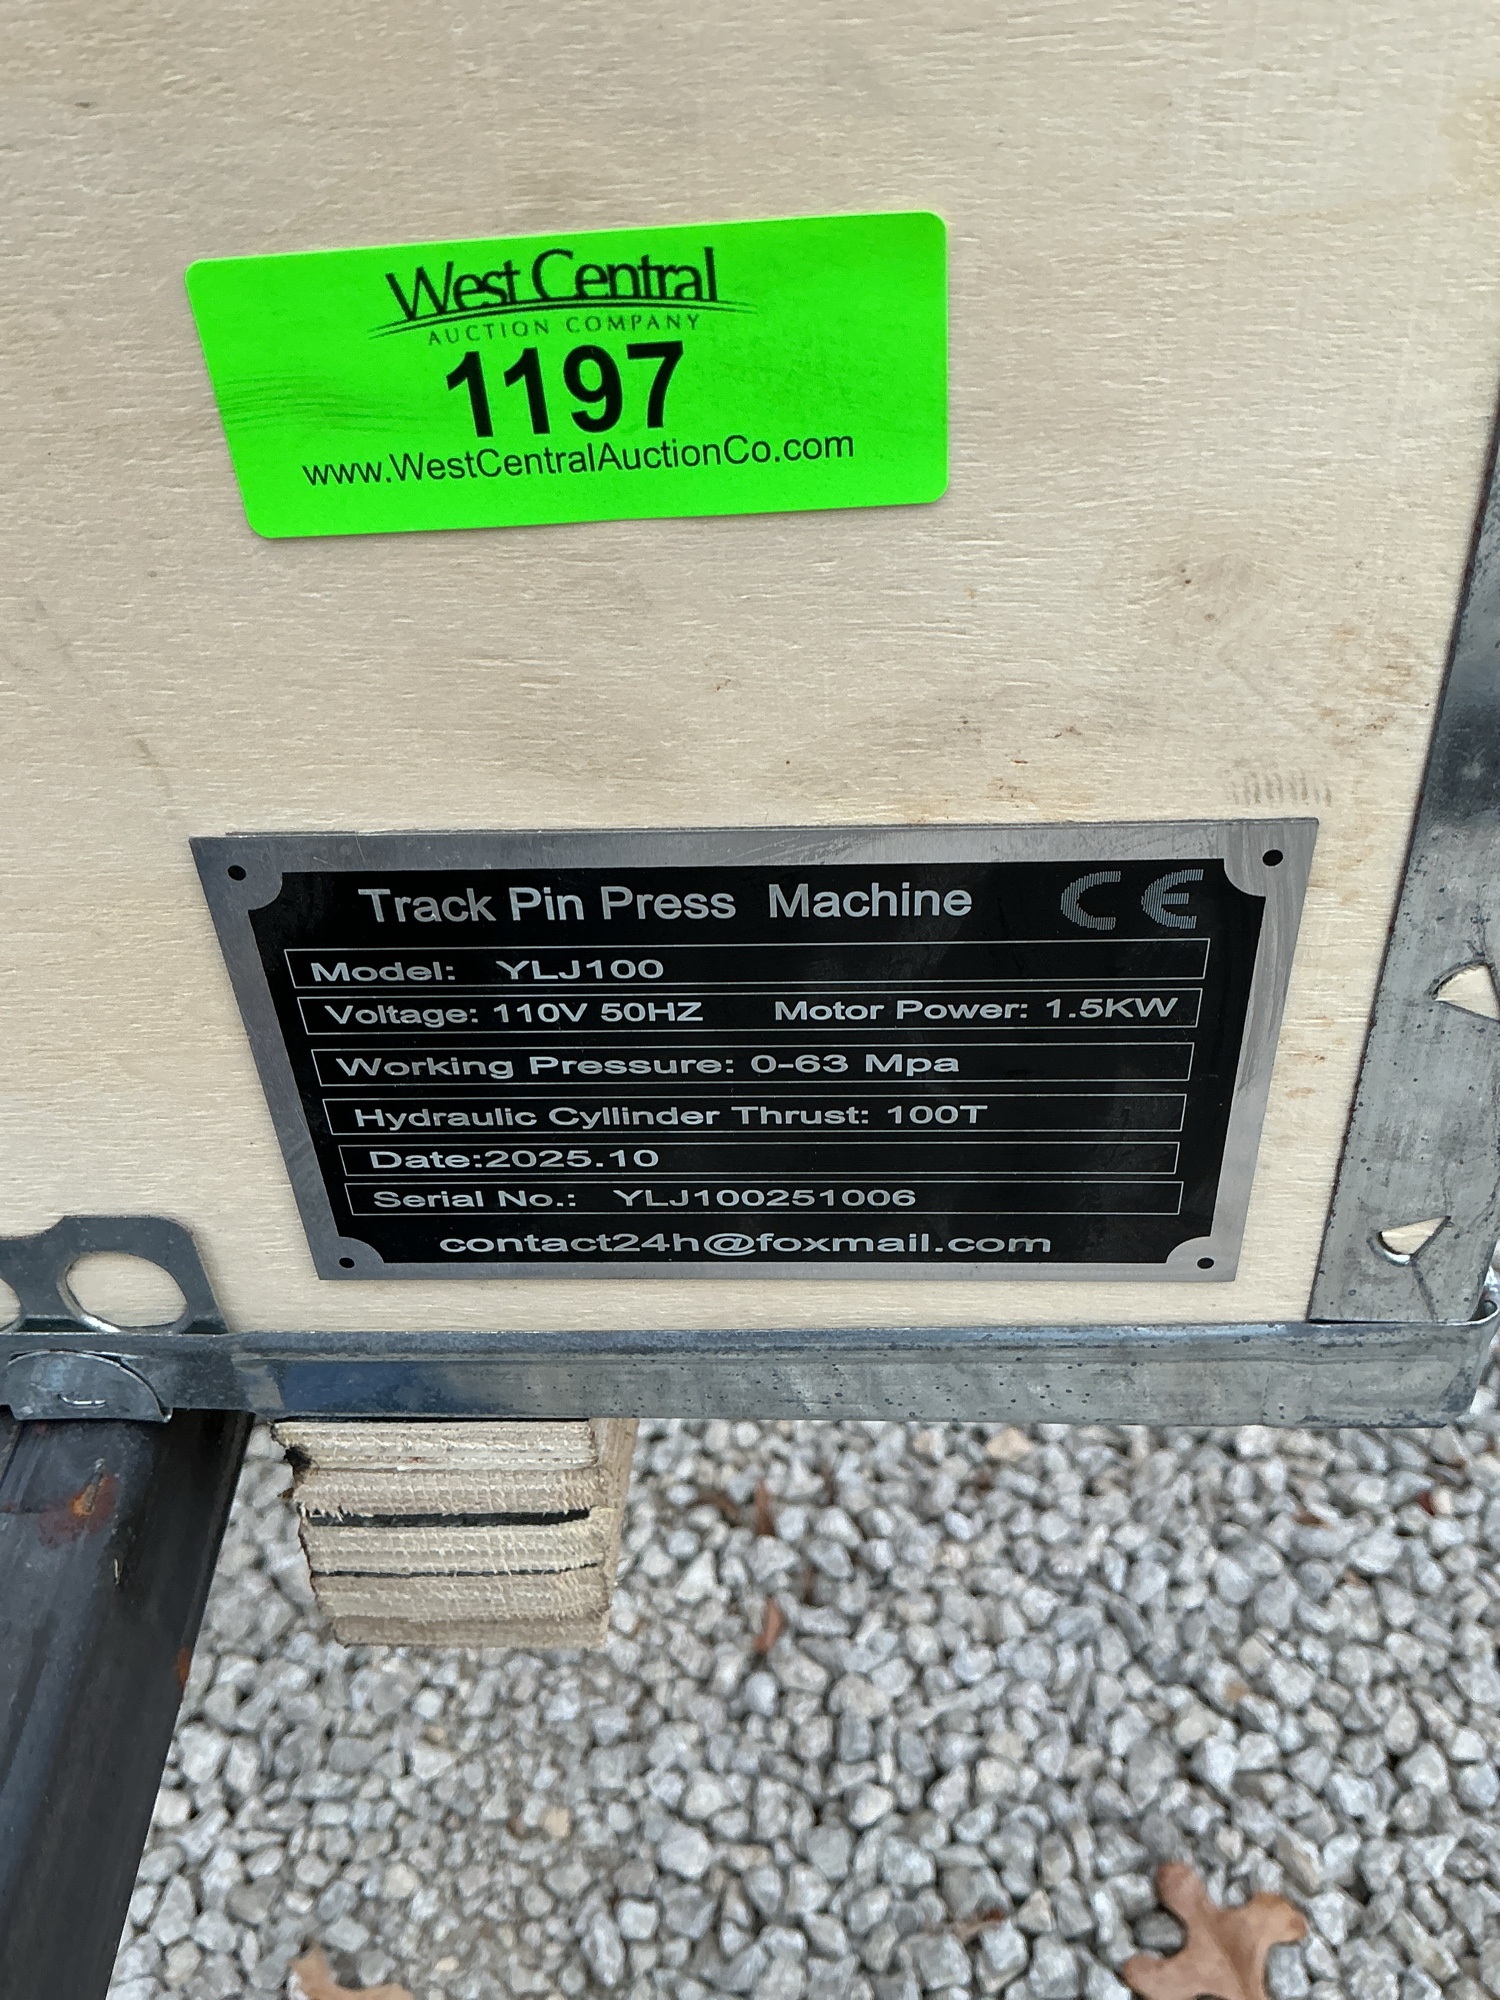 West Central
AUCTION COMPANY
1197
www.WestCentralAuctionCo.com
Track Pin Press Machine CE
Model: YLJ100
Voltage: 110V 50HZ Motor Power: 1.5KW
Working Pressure: 0-63 Mpa
Hydraulic Cyllinder Thrust: 100T
Date:2025.10
Serial No.: YLJ100251006
contact24h@foxmail.com